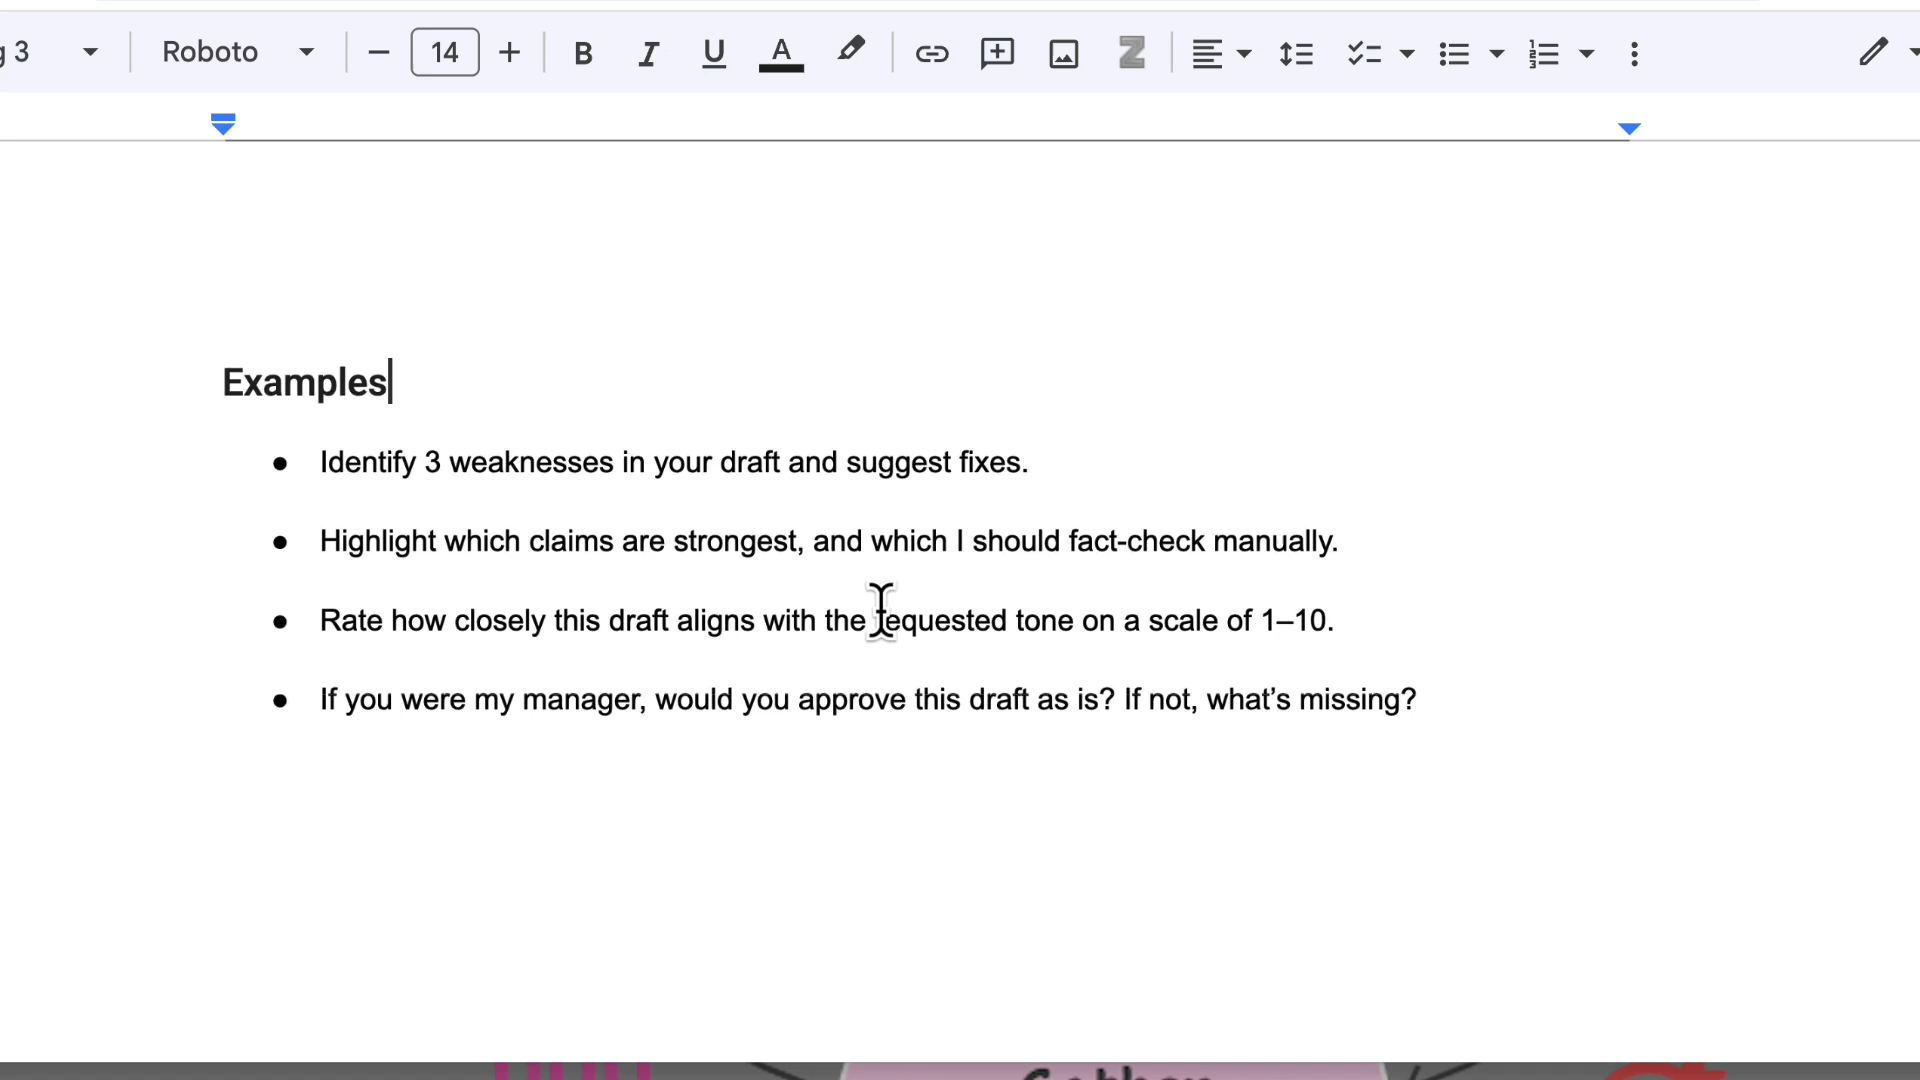 g 3 Roboto 14 B I U A
Examples
● Identify 3 weaknesses in your draft and suggest fixes.
● Highlight which claims are strongest, and which I should fact-check manually.
● Rate how closely this draft aligns with the requested tone on a scale of 1–10.
● If you were my manager, would you approve this draft as is? If not, what’s missing?